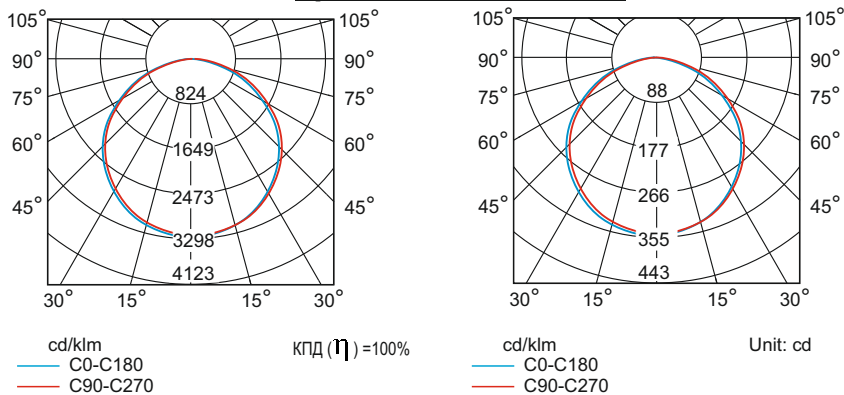 105° 105°
90° 90°
75° 75°
60° 60°
45° 45°
824
1649
2473
3298
4123
30° 15° 15° 30°
cd/klm
C0-C180
C90-C270
КПД (η) =100%
105° 105°
90° 90°
75° 75°
60° 60°
45° 45°
88
177
266
355
443
30° 15° 15° 30°
cd/klm
C0-C180
C90-C270
Unit: cd